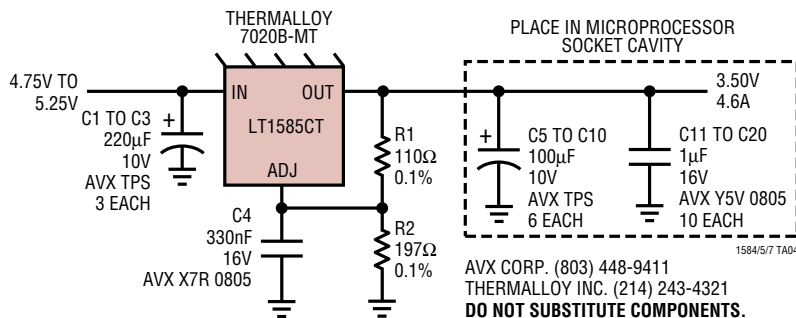 THERMALLOY
7020B-MT
PLACE IN MICROPROCESSOR
SOCKET CAVITY
4.75V TO
5.25V
IN
OUT
LT1585CT
ADJ
3.50V
4.6A
C1 TO C3
220µF
10V
AVX TPS
3 EACH
+
R1
110Ω
0.1%
+
C5 TO C10
100µF
10V
AVX TPS
6 EACH
C11 TO C20
1µF
16V
AVX Y5V 0805
10 EACH
C4
330nF
16V
AVX X7R 0805
R2
197Ω
0.1%
1584/5/7 TA04
AVX CORP. (803) 448-9411
THERMALLOY INC. (214) 243-4321
DO NOT SUBSTITUTE COMPONENTS.